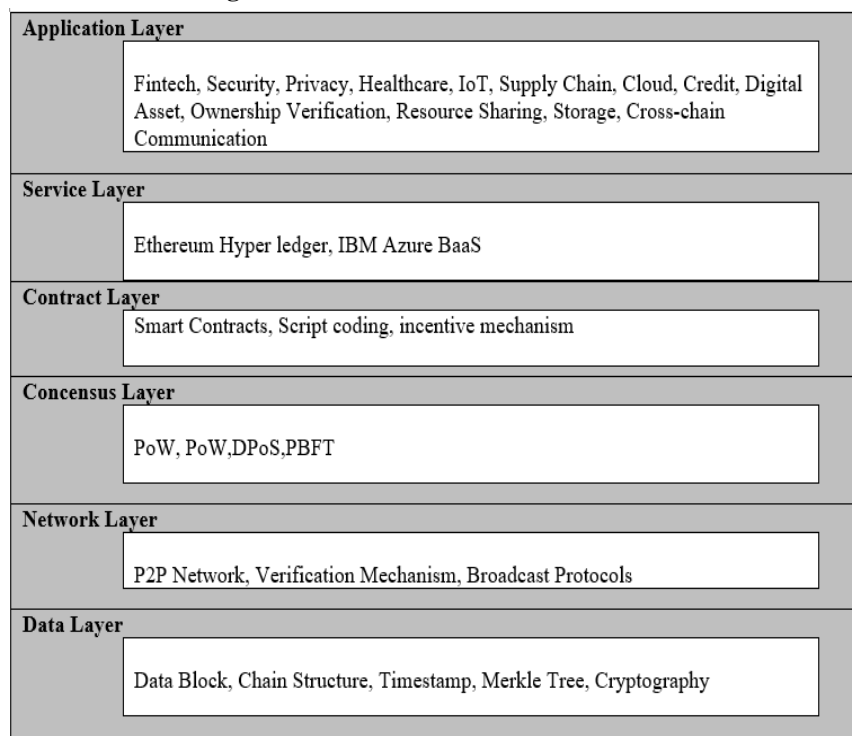 Application Layer
Fintech, Security, Privacy, Healthcare, IoT, Supply Chain, Cloud, Credit, Digital
Asset, Ownership Verification, Resource Sharing, Storage, Cross-chain
Communication
Service Layer
Ethereum Hyper ledger, IBM Azure BaaS
Contract Layer
Smart Contracts, Script coding, incentive mechanism
Concensus Layer
PoW, PoW,DPoS,PBFT
Network Layer
P2P Network, Verification Mechanism, Broadcast Protocols
Data Layer
Data Block, Chain Structure, Timestamp, Merkle Tree, Cryptography